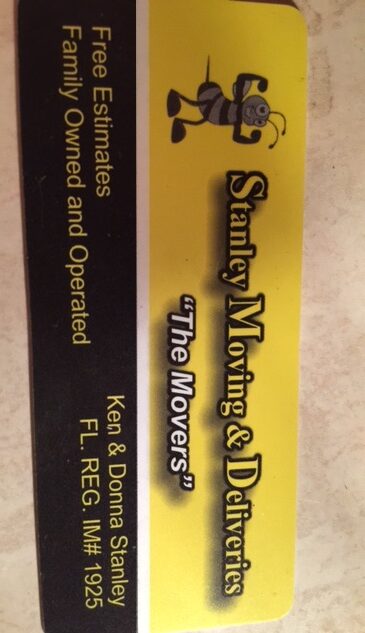 Stanley Moving & Deliveries
"The Movers"
Free Estimates
Family Owned and Operated
Ken & Donna Stanley
FL. REG. IM# 1925